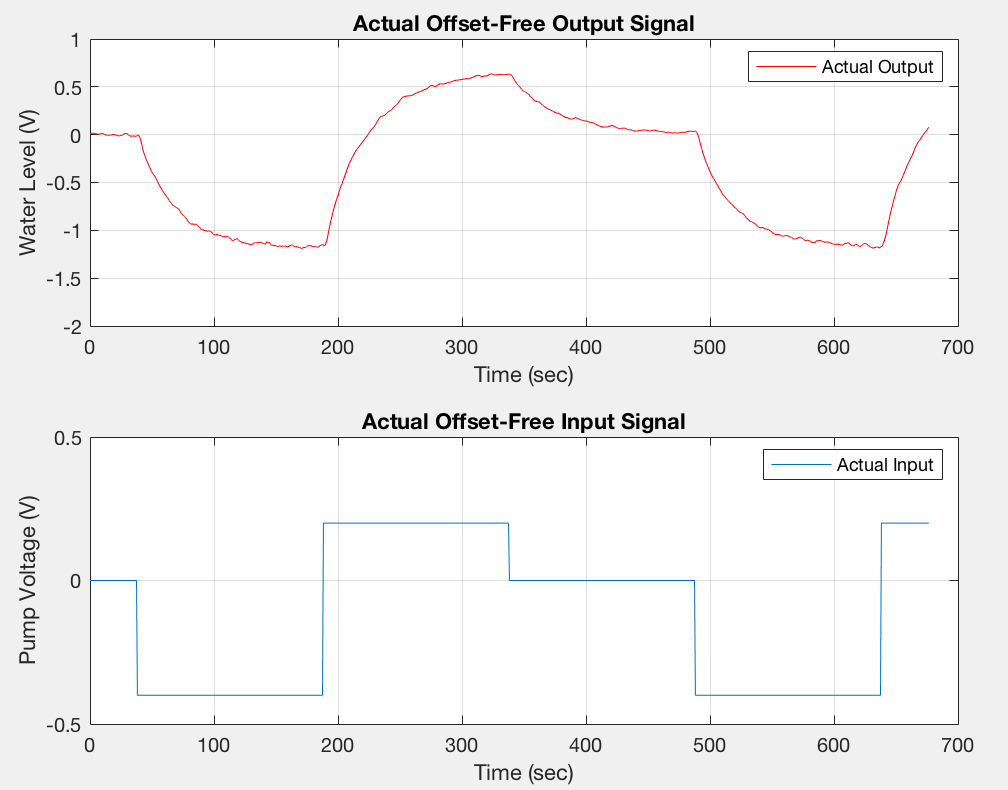 Actual Offset-Free Output Signal
1
0.5
0
-0.5
-1
-1.5
-2
Water Level (V)
Actual Output
0 100 200 300 400 500 600 700
Time (sec)
Actual Offset-Free Input Signal
0.5
0
-0.5
Pump Voltage (V)
Actual Input
0 100 200 300 400 500 600 700
Time (sec)